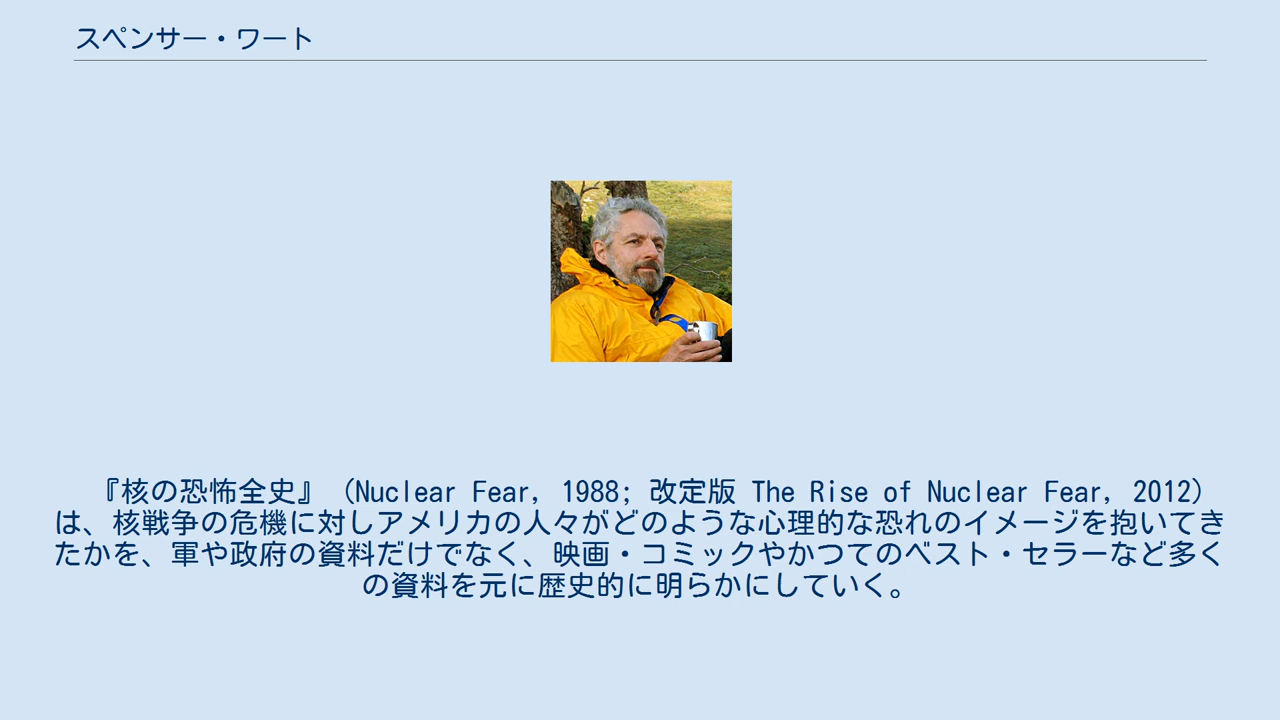 スペンサー・ワート
『核の恐怖全史』（Nuclear Fear, 1988; 改定版 The Rise of Nuclear Fear, 2012）
は、核戦争の危機に対しアメリカの人々がどのような心理的な恐れのイメージを抱いてき
たかを、軍や政府の資料だけでなく、映画・コミックやかつてのベスト・セラーなど多く
の資料を元に歴史的に明らかにしていく。